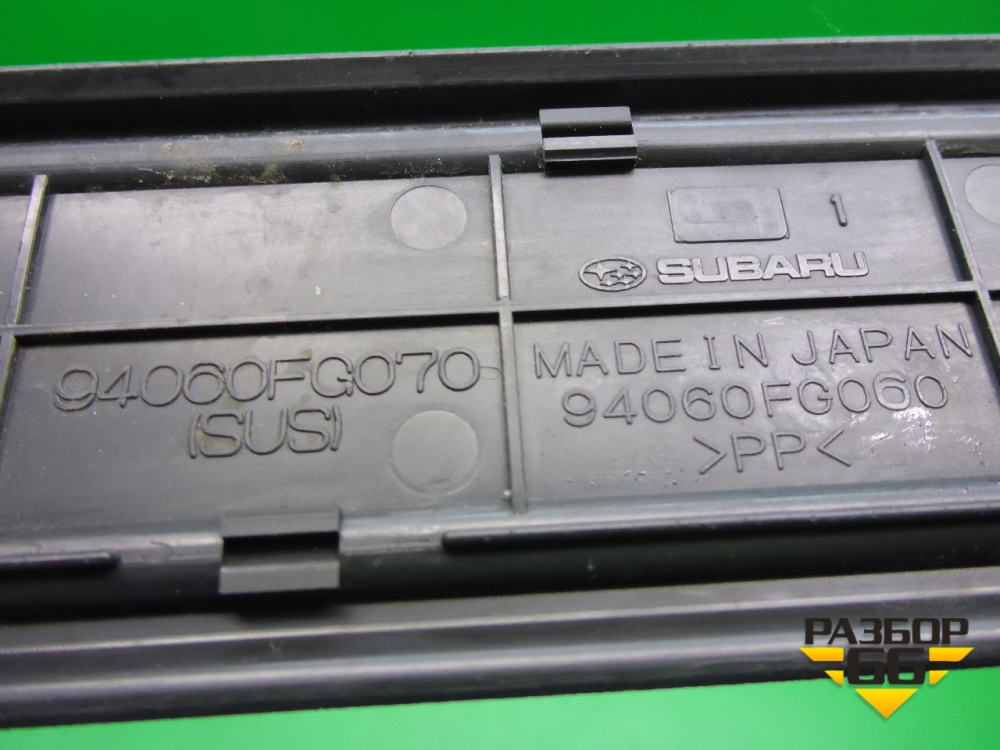 1
SUBARU
94060FG070
(SUS)
MADE IN JAPAN
94060FG060
>PP<
РАЗБОР
66